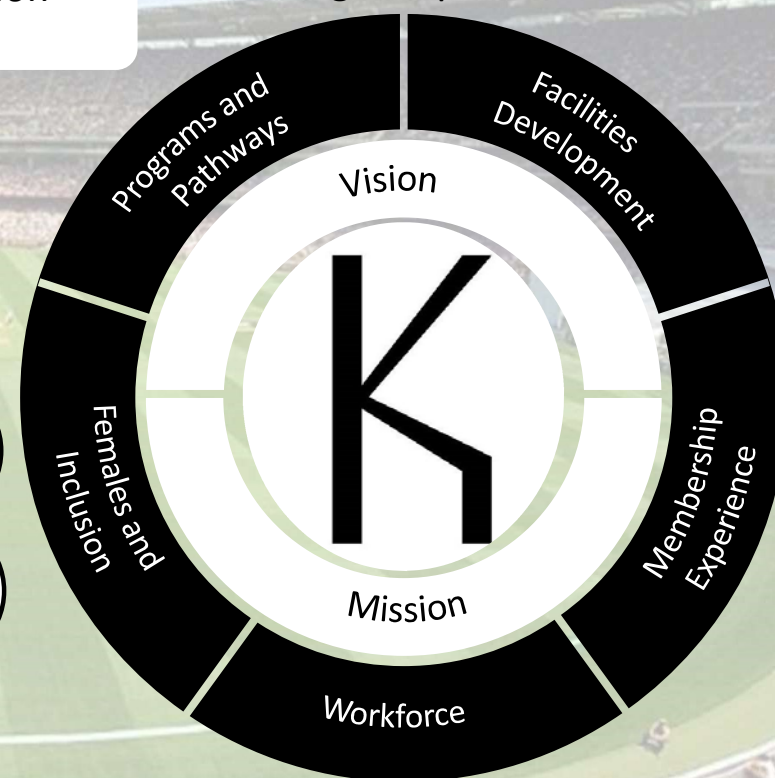 Programs and
Pathways
Facilities
Development
Vision
K
Females and
Inclusion
Membership
Experience
Mission
Workforce